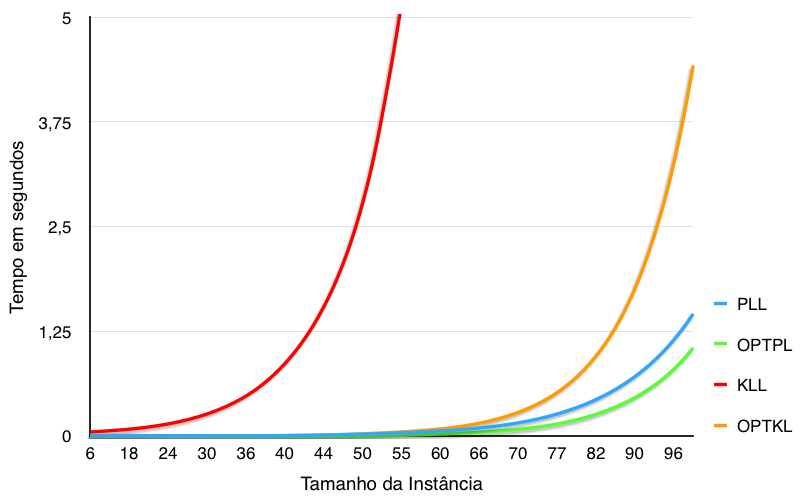 5
3,75
2,5
1,25
0
Tempo em segundos
6 18 24 30 36 40 44 50 55 60 66 70 77 82 90 96
Tamanho da Instância
PLL
OPTPL
KLL
OPTKL